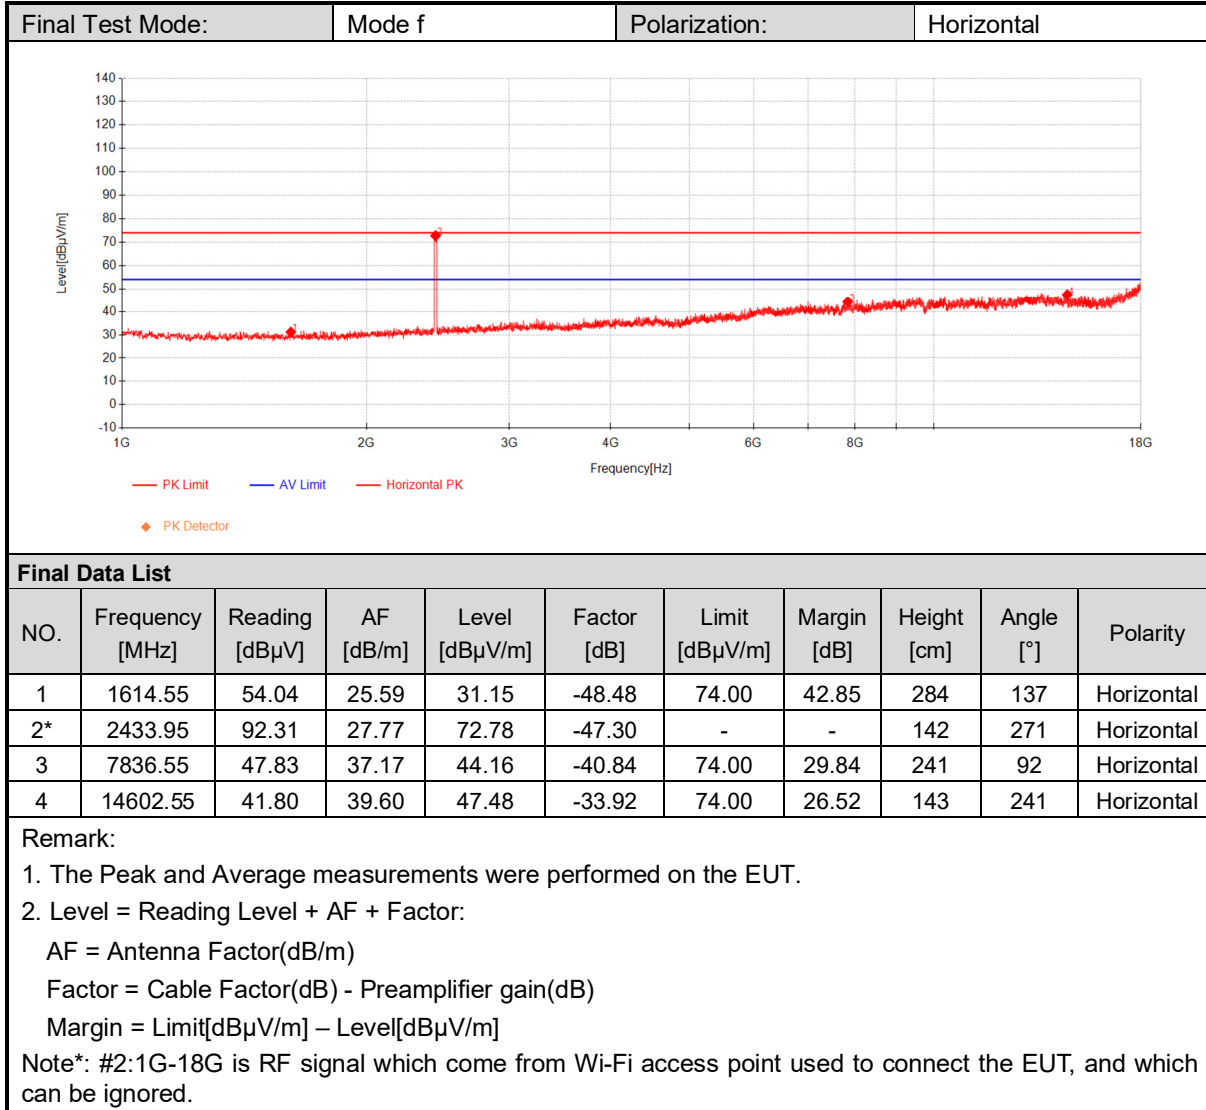 Final Test Mode: Mode f Polarization: Horizontal
140
130
120
110
100
90
80
70
60
50
40
30
20
10
0
-10
Level[dBµV/m]
2
1
3
4
1G 2G 3G 4G 6G 8G 18G
Frequency[Hz]
PK Limit AV Limit Horizontal PK
PK Detector
Final Data List
NO. Frequency [MHz] Reading [dBµV] AF [dB/m] Level [dBµV/m] Factor [dB] Limit [dBµV/m] Margin [dB] Height [cm] Angle [°] Polarity
1 1614.55 54.04 25.59 31.15 -48.48 74.00 42.85 284 137 Horizontal
2* 2433.95 92.31 27.77 72.78 -47.30 - - 142 271 Horizontal
3 7836.55 47.83 37.17 44.16 -40.84 74.00 29.84 241 92 Horizontal
4 14602.55 41.80 39.60 47.48 -33.92 74.00 26.52 143 241 Horizontal
Remark:
1. The Peak and Average measurements were performed on the EUT.
2. Level = Reading Level + AF + Factor:
AF = Antenna Factor(dB/m)
Factor = Cable Factor(dB) - Preamplifier gain(dB)
Margin = Limit[dBµV/m] – Level[dBµV/m]
Note*: #2:1G-18G is RF signal which come from Wi-Fi access point used to connect the EUT, and which
can be ignored.